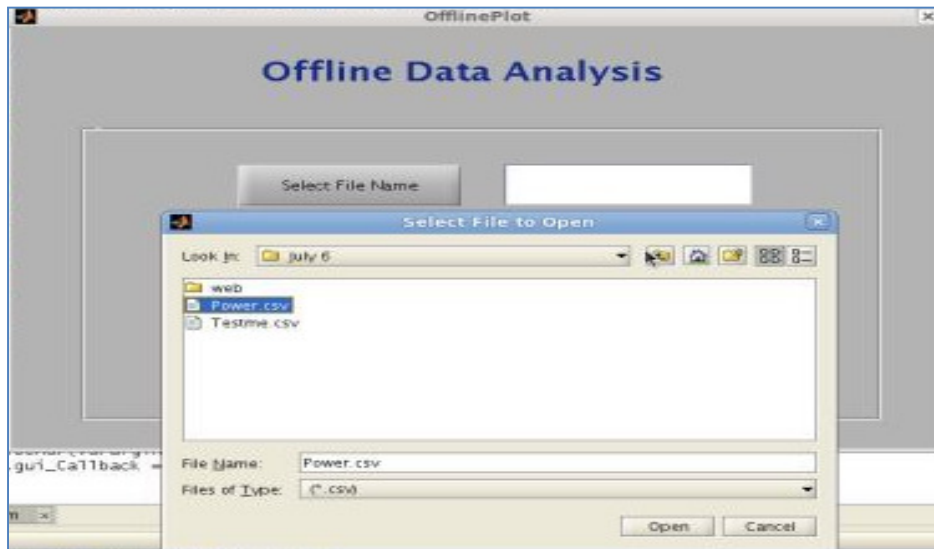 OfflinePlot
Offline Data Analysis
Select File Name
Select File to Open
Look In: July 6
web
Power.csv
Testme.csv
.gui_Callback =
File Name: Power.csv
Files of Type: (*.csv)
Open Cancel